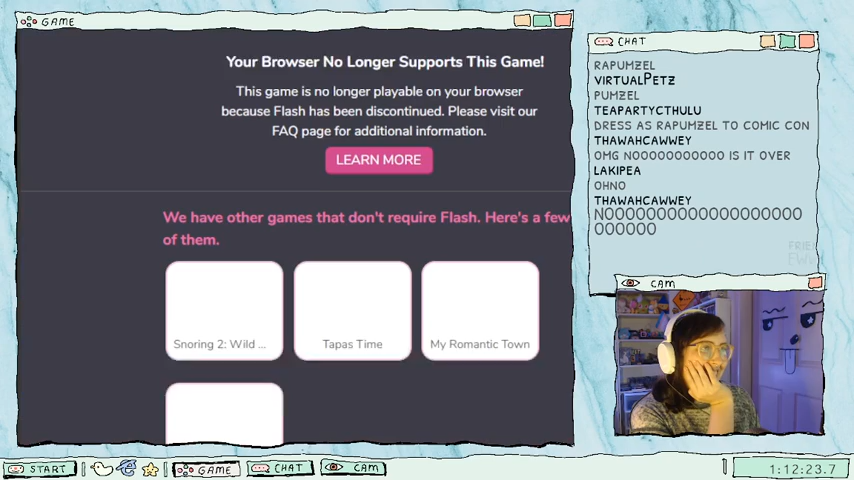 GAME
Your Browser No Longer Supports This Game!
This game is no longer playable on your browser
because Flash has been discontinued. Please visit our
FAQ page for additional information.
LEARN MORE
We have other games that don't require Flash. Here's a few
of them.
Snoring 2: Wild ...
Tapas Time
My Romantic Town
CHAT
RAPUMZEL
VIRTUALPETZ
PUMZEL
TEAPARTYCTHULU
DRESS AS RAPUMZEL TO COMIC CON
THAWAHCAWWEY
OMG NOOOOOOOOOOO IS IT OVER
LAKIPEA
OHNO
THAWAHCAWWEY
NOOOOOOOOOOOOOOOOOOOO
OOOOOO
CAM
START
GAME
CHAT
CAM
1:12:23.7